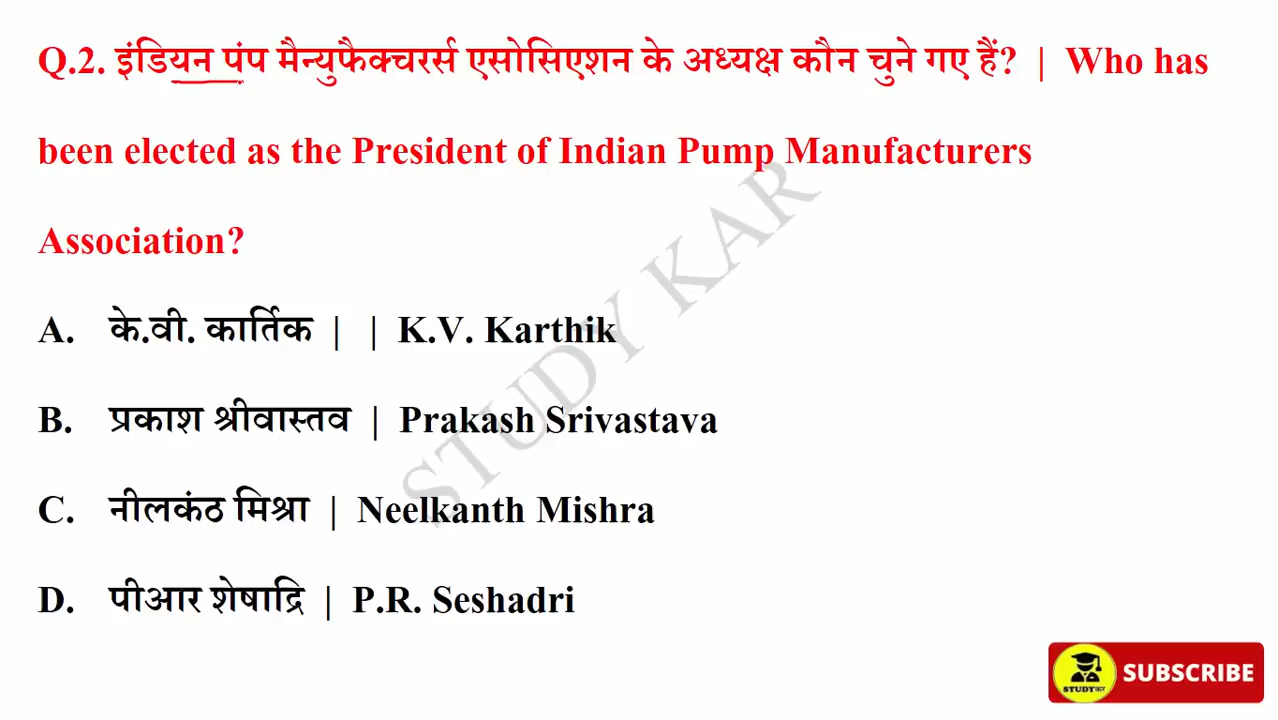 Q.2. इंडियन पंप मैन्युफैक्चरर्स एसोसिएशन के अध्यक्ष कौन चुने गए हैं? | Who has
been elected as the President of Indian Pump Manufacturers
Association?
A. के.वी. कार्तिक | | K.V. Karthik
B. प्रकाश श्रीवास्तव | Prakash Srivastava
C. नीलकंठ मिश्रा | Neelkanth Mishra
D. पीआर शेषाद्रि | P.R. Seshadri
STUDY KAR
STUDYकर SUBSCRIBE